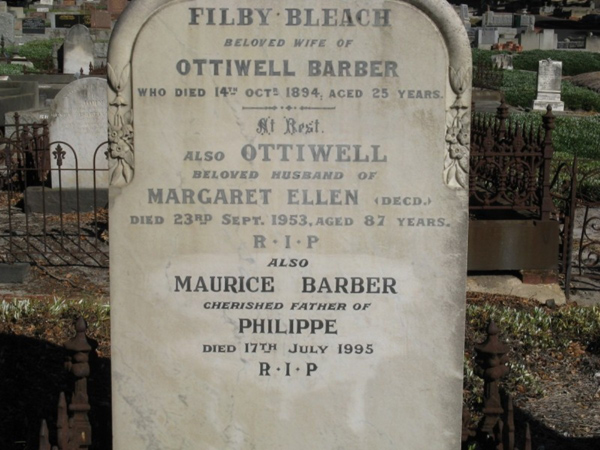 FILBY · BLEACH
BELOVED WIFE OF
OTTIWELL BARBER
WHO DIED 14TH OCTR 1894, AGED 25 YEARS.
At Rest.
ALSO OTTIWELL
BELOVED HUSBAND OF
MARGARET ELLEN (DECD.)
DIED 23RD SEPT. 1953, AGED 87 YEARS.
R · I · P
ALSO
MAURICE BARBER
CHERISHED FATHER OF
PHILIPPE
DIED 17TH JULY 1995
R · I · P